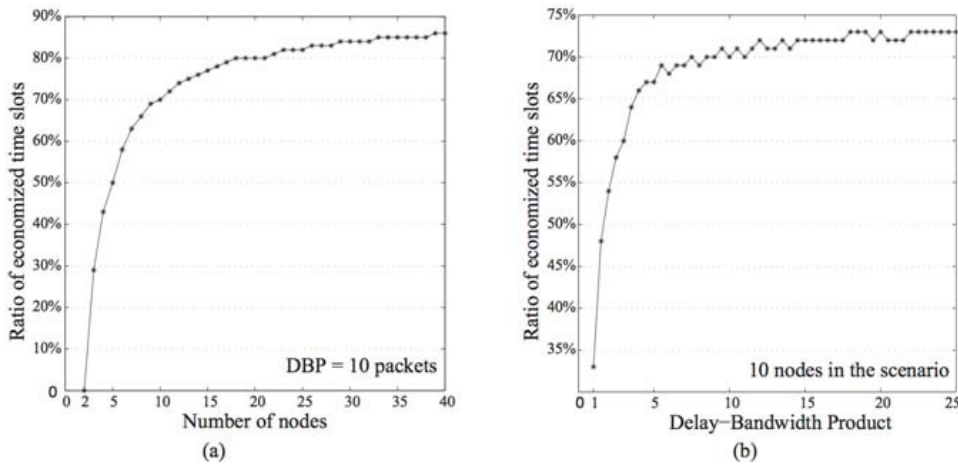 Ratio of economized time slots
90%
80%
70%
60%
50%
40%
30%
20%
10%
0
0 2 5 10 15 20 25 30 35 40
DBP = 10 packets
Number of nodes
(a)
Ratio of economized time slots
75%
70%
65%
60%
55%
50%
45%
40%
35%
0 1 5 10 15 20 25
10 nodes in the scenario
Delay−Bandwidth Product
(b)